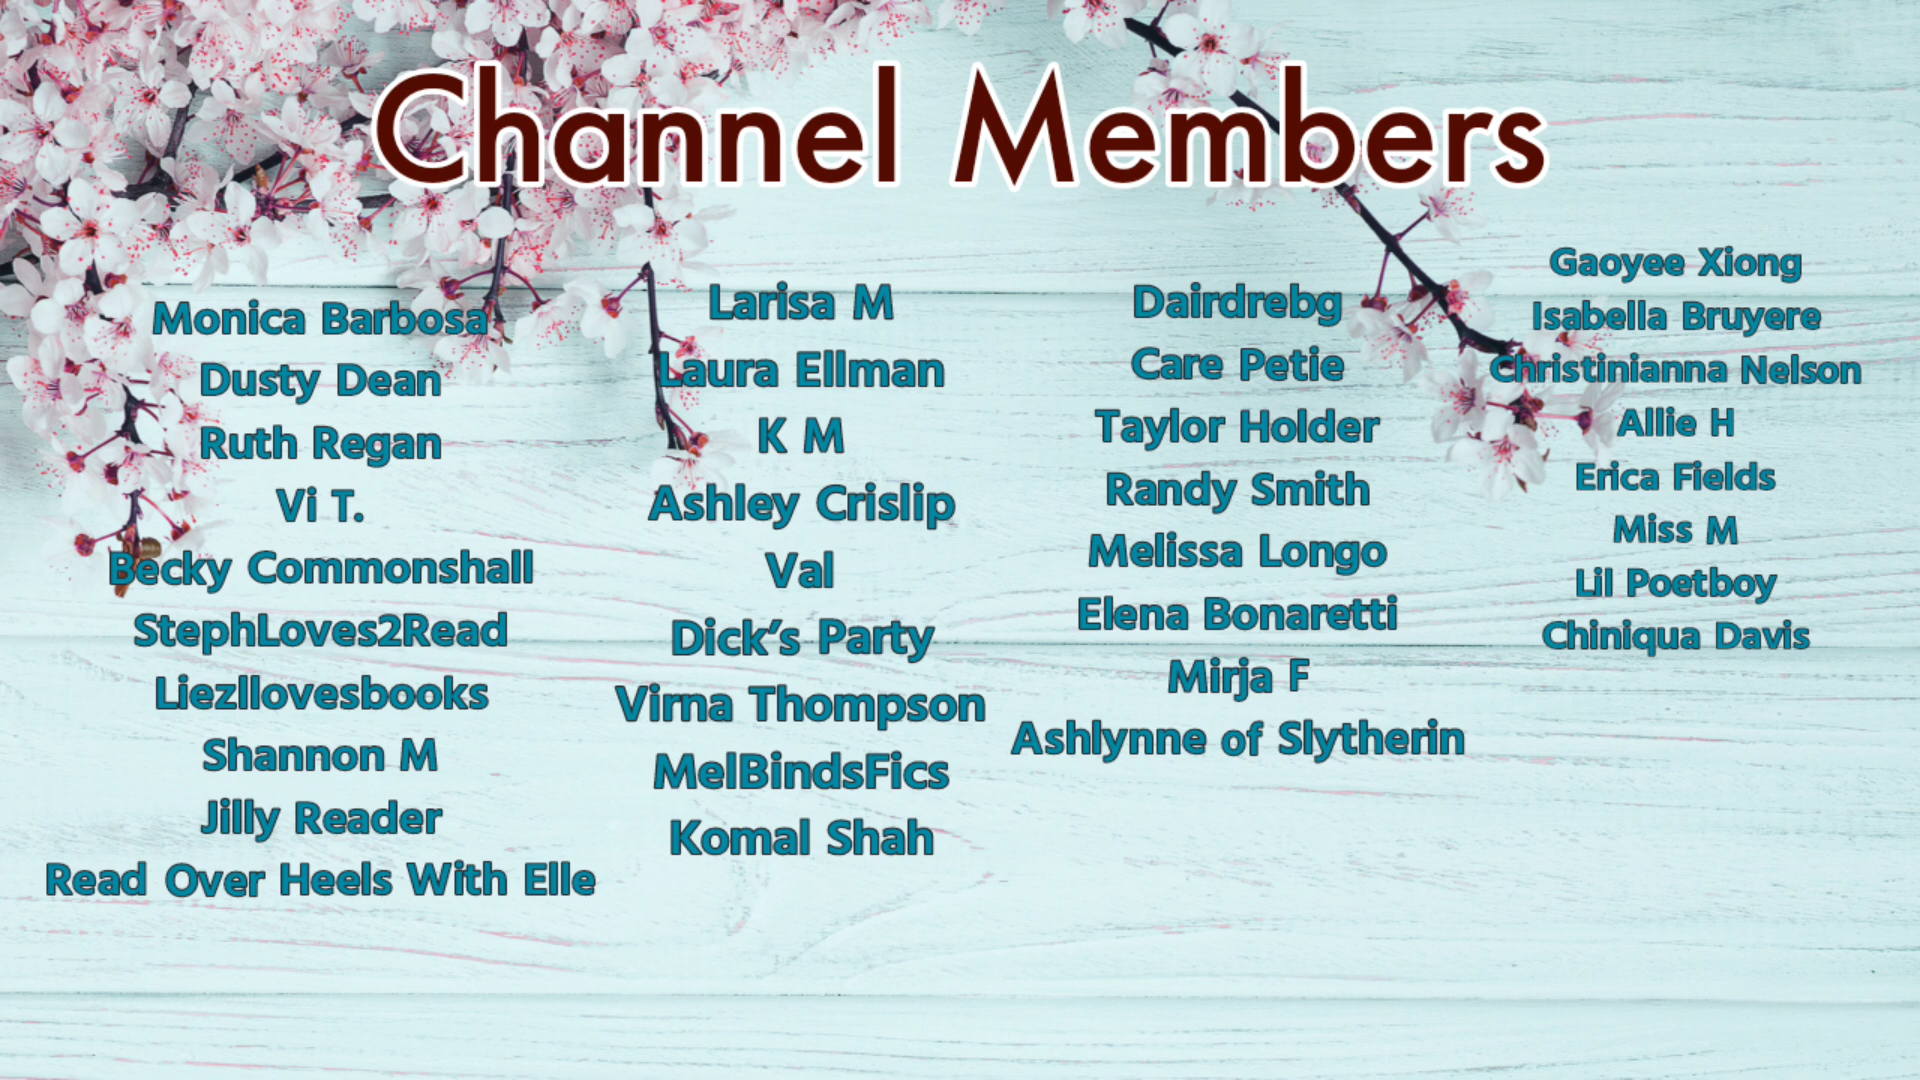 Channel Members
Monica Barbosa
Dusty Dean
Ruth Regan
Vi T.
Becky Commonshall
StephLoves2Read
Liezllovesbooks
Shannon M
Jilly Reader
Read Over Heels With Elle
Larisa M
Laura Ellman
K M
Ashley Crislip
Val
Dick's Party
Virna Thompson
MelBindsFics
Komal Shah
Dairdrebg
Care Petie
Taylor Holder
Randy Smith
Melissa Longo
Elena Bonaretti
Mirja F
Ashlynne of Slytherin
Gaoyee Xiong
Isabella Bruyere
Christinianna Nelson
Allie H
Erica Fields
Miss M
Lil Poetboy
Chiniqua Davis